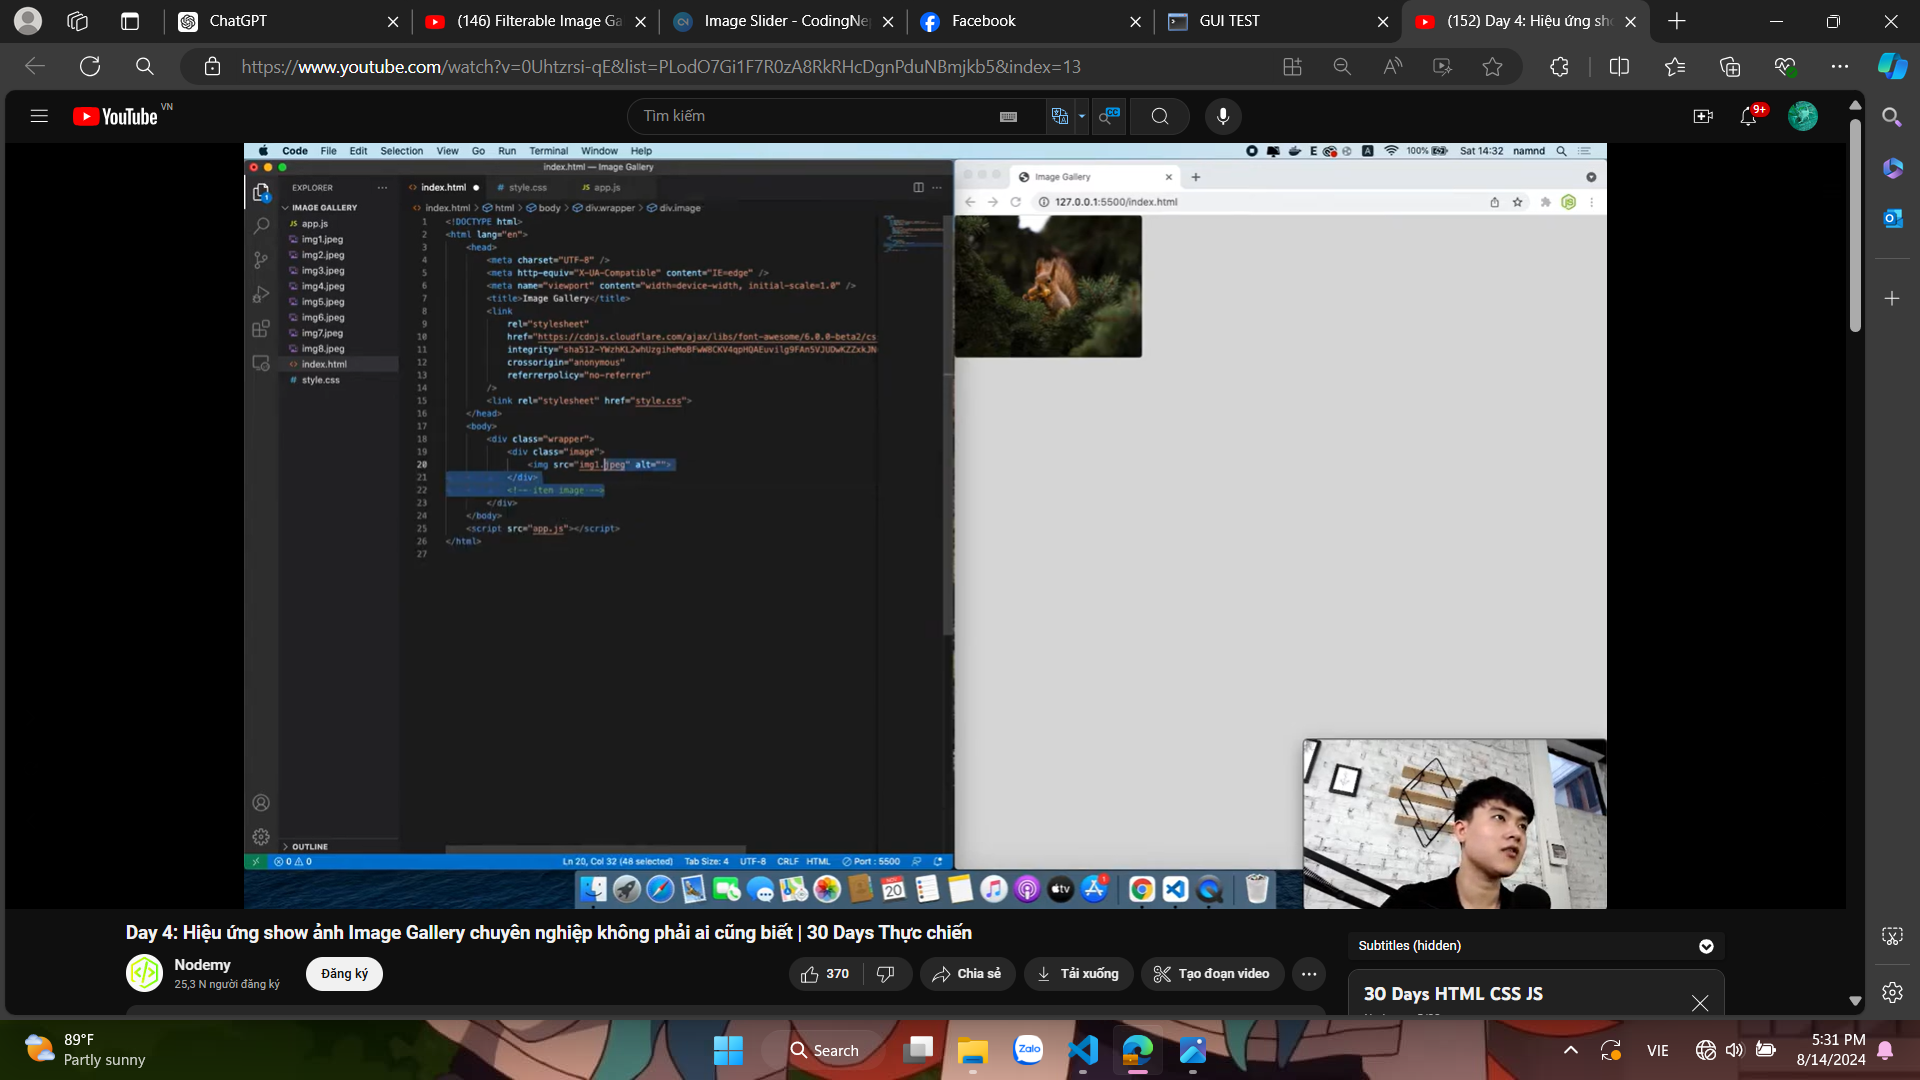 ChatGPT
(146) Filterable Image Ga
Image Slider - CodingNep
Facebook
GUI TEST
(152) Day 4: Hiệu ứng sho
https://www.youtube.com/watch?v=0Uhtzrsi-qE&list=PLodO7Gi1F7R0zA8RkRHcDgnPduNBmjkb5&index=13
YouTube VN
Tìm kiếm
CC
9+
Code File Edit Selection View Go Run Terminal Window Help
E A 100% Sat 14:32 namnd
index.html — Image Gallery
EXPLORER
IMAGE GALLERY
JS app.js
img1.jpeg
img2.jpeg
img3.jpeg
img4.jpeg
img5.jpeg
img6.jpeg
img7.jpeg
img8.jpeg
index.html
# style.css
OUTLINE
index.html # style.css JS app.js
index.html > html > body > div.wrapper > div.image
1 <!DOCTYPE html>
2 <html lang="en">
3 <head>
4 <meta charset="UTF-8" />
5 <meta http-equiv="X-UA-Compatible" content="IE=edge" />
6 <meta name="viewport" content="width=device-width, initial-scale=1.0" />
7 <title>Image Gallery</title>
8 <link
9 rel="stylesheet"
10 href="https://cdnjs.cloudflare.com/ajax/libs/font-awesome/6.0.0-beta2/cs
11 integrity=
12 crossorigin="anonymous"
13 referrerpolicy="no-referrer"
14 />
15 <link rel="stylesheet" href="style.css">
16 </head>
17 <body>
18 <div class="wrapper">
19 <div class="image">
20 <img src="img1.jpeg" alt="">
21 </div>
22 <!-- item image -->
23 </div>
24 </body>
25 <script src="app.js"></script>
26 </html>
27
0 0 Ln 20, Col 32 (48 selected) Tab Size: 4 UTF-8 CRLF HTML Port : 5500
Image Gallery
127.0.0.1:5500/index.html
20
tv
1
Day 4: Hiệu ứng show ảnh Image Gallery chuyên nghiệp không phải ai cũng biết | 30 Days Thực chiến
Nodemy
25,3 N người đăng ký
Đăng ký
370
Chia sẻ
Tải xuống
Tạo đoạn video
Subtitles (hidden)
30 Days HTML CSS JS
89°F
Partly sunny
Search
Zalo
VIE
5:31 PM
8/14/2024